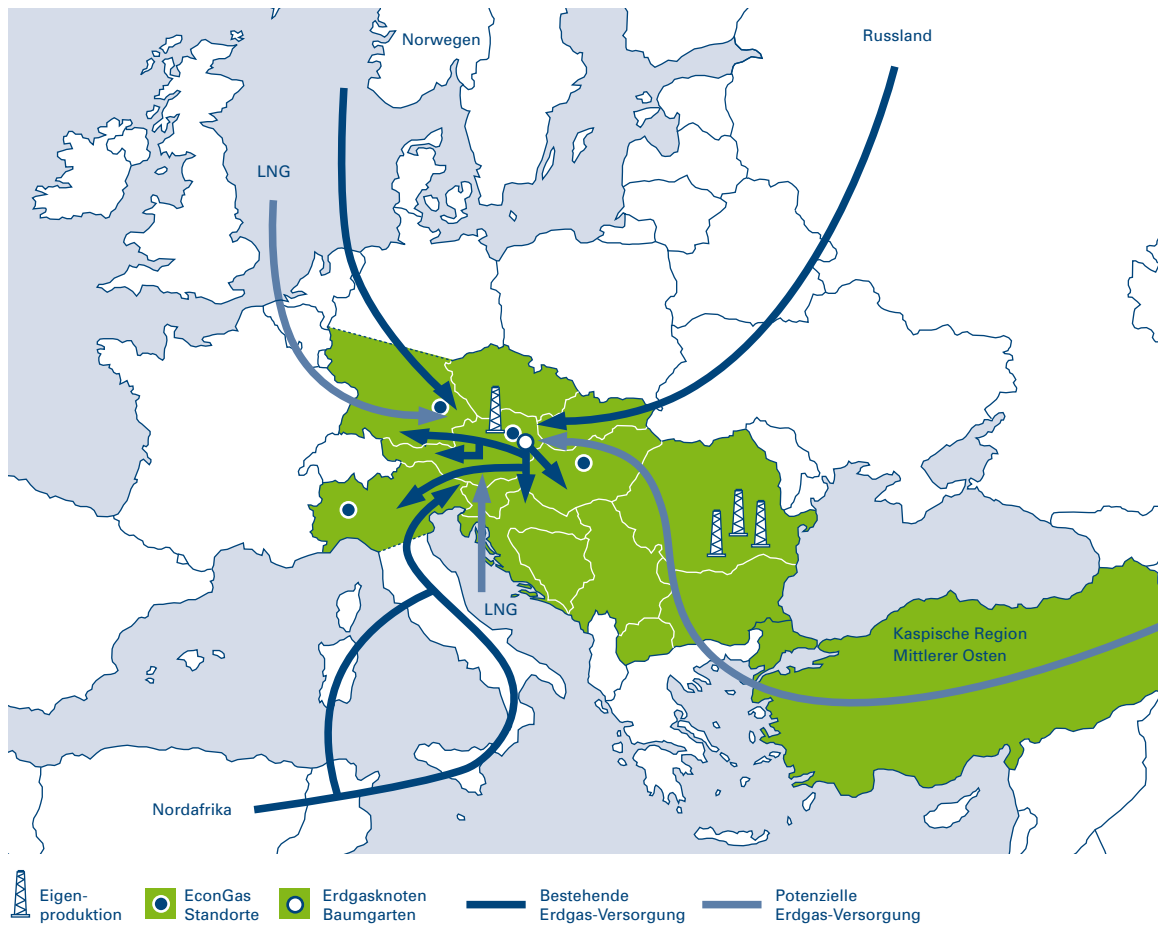 Norwegen
Russland
LNG
LNG
Kaspische Region
Mittlerer Osten
Nordafrika
Eigen-
produktion
EconGas
Standorte
Erdgasknoten
Baumgarten
Bestehende
Erdgas-Versorgung
Potenzielle
Erdgas-Versorgung